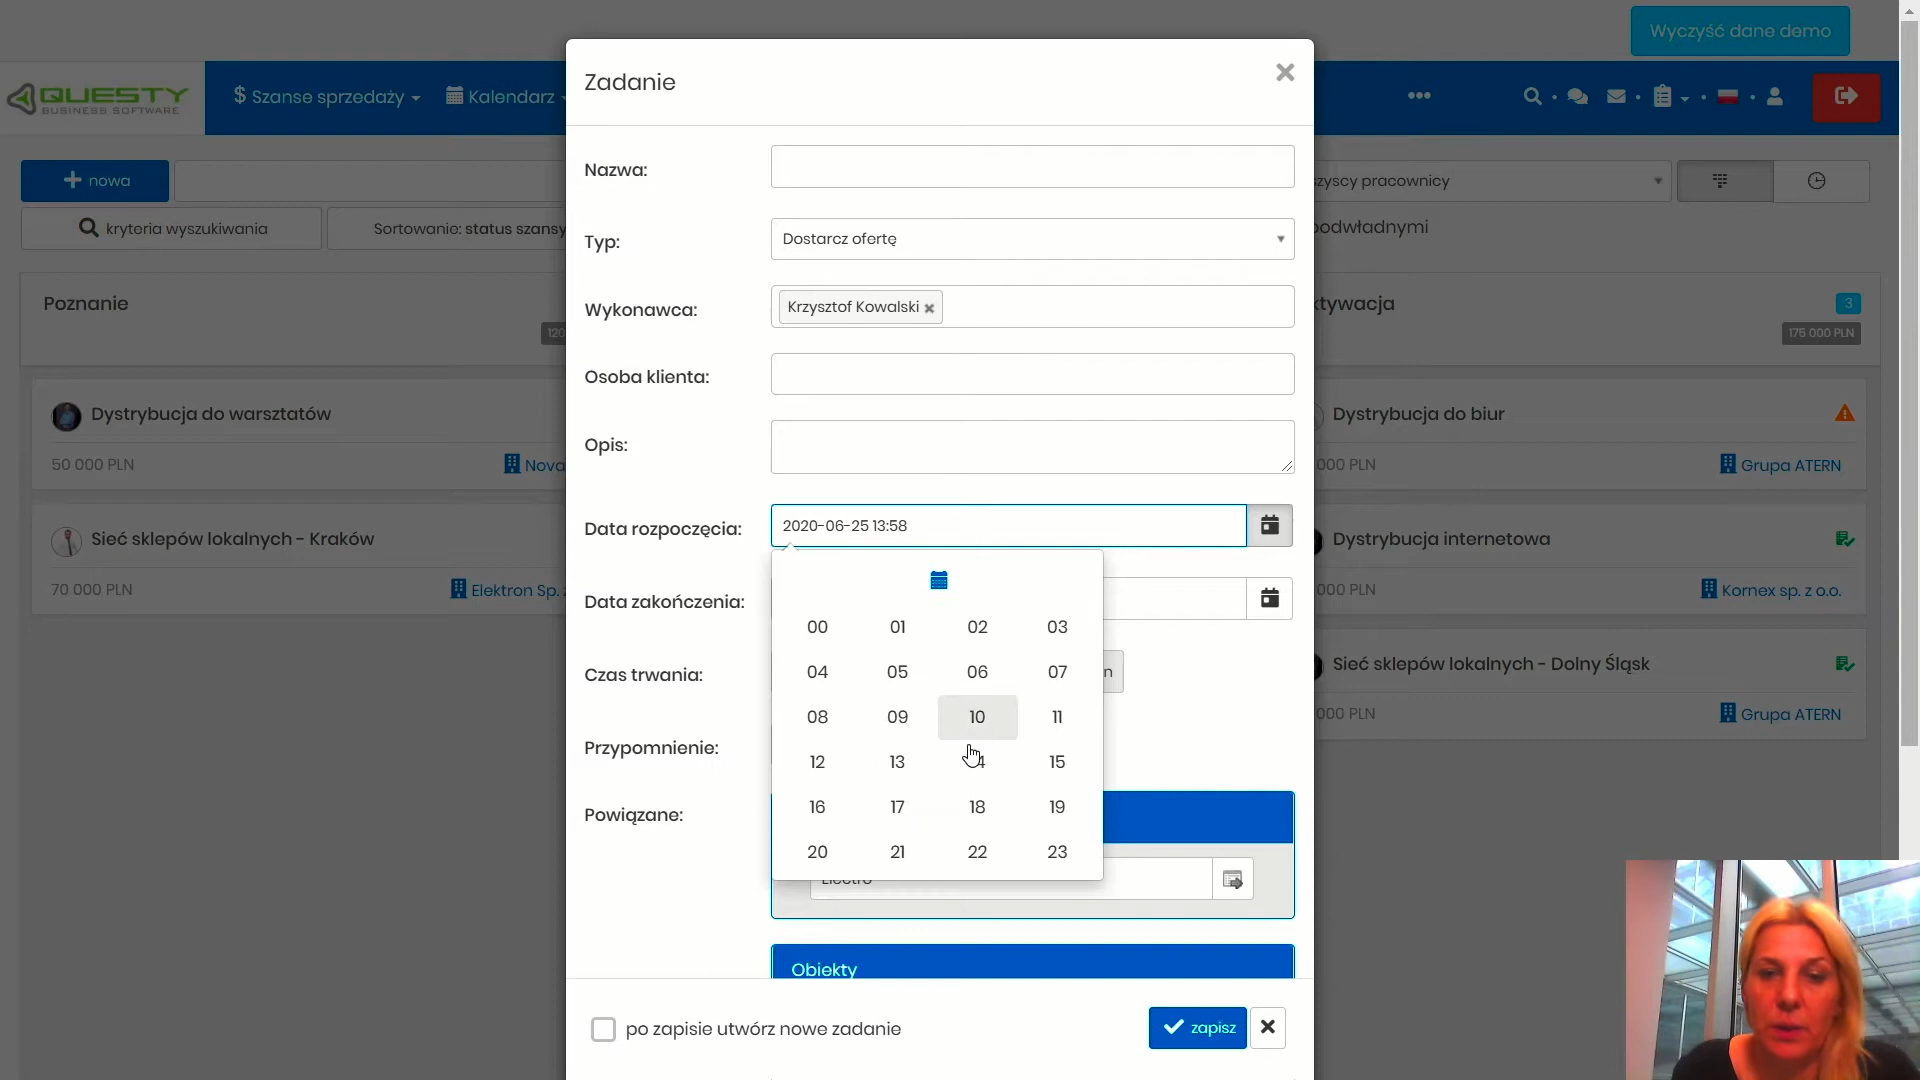 Wyczyść dane demo
Zadanie
QUESTY
BUSINESS SOFTWARE
$ Szanse sprzedaży
Kalendarz
nowa
zyscy pracownicy
kryteria wyszukiwania
Sortowanie: status szansy
podwładnymi
Nazwa:
Typ:
Dostarcz ofertę
Wykonawca:
Krzysztof Kowalski
Osoba klienta:
Opis:
Data rozpoczęcia:
2020-06-25 13:58
Data zakończenia:
Czas trwania:
n
Przypomnienie:
Powiązane:
00 01 02 03
04 05 06 07
08 09 10 11
12 13 15
16 17 18 19
20 21 22 23
Obiekty
po zapisie utwórz nowe zadanie
zapisz
Poznanie
120
Dystrybucja do warsztatów
50 000 PLN
Nova
Sieć sklepów lokalnych - Kraków
70 000 PLN
Elektron Sp.
ktywacja
3
175 000 PLN
Dystrybucja do biur
000 PLN
Grupa ATERN
Dystrybucja internetowa
000 PLN
Kornex sp. z o.o.
Sieć sklepów lokalnych - Dolny Śląsk
000 PLN
Grupa ATERN